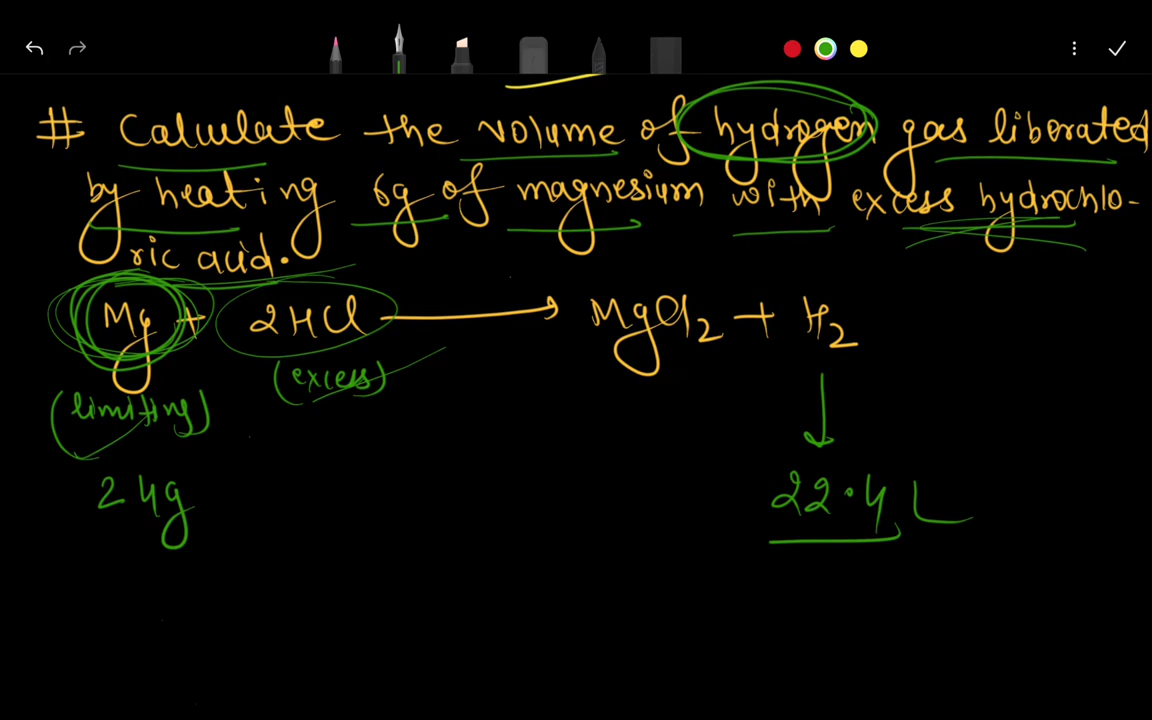 # Calculate the volume of hydrogen gas liberated
by heating 6g of magnesium with excess hydrochlo-
ric acid.
Mg + 2HCl → MgCl2 + H2
(limiting) (excess)
24g 22.4 L